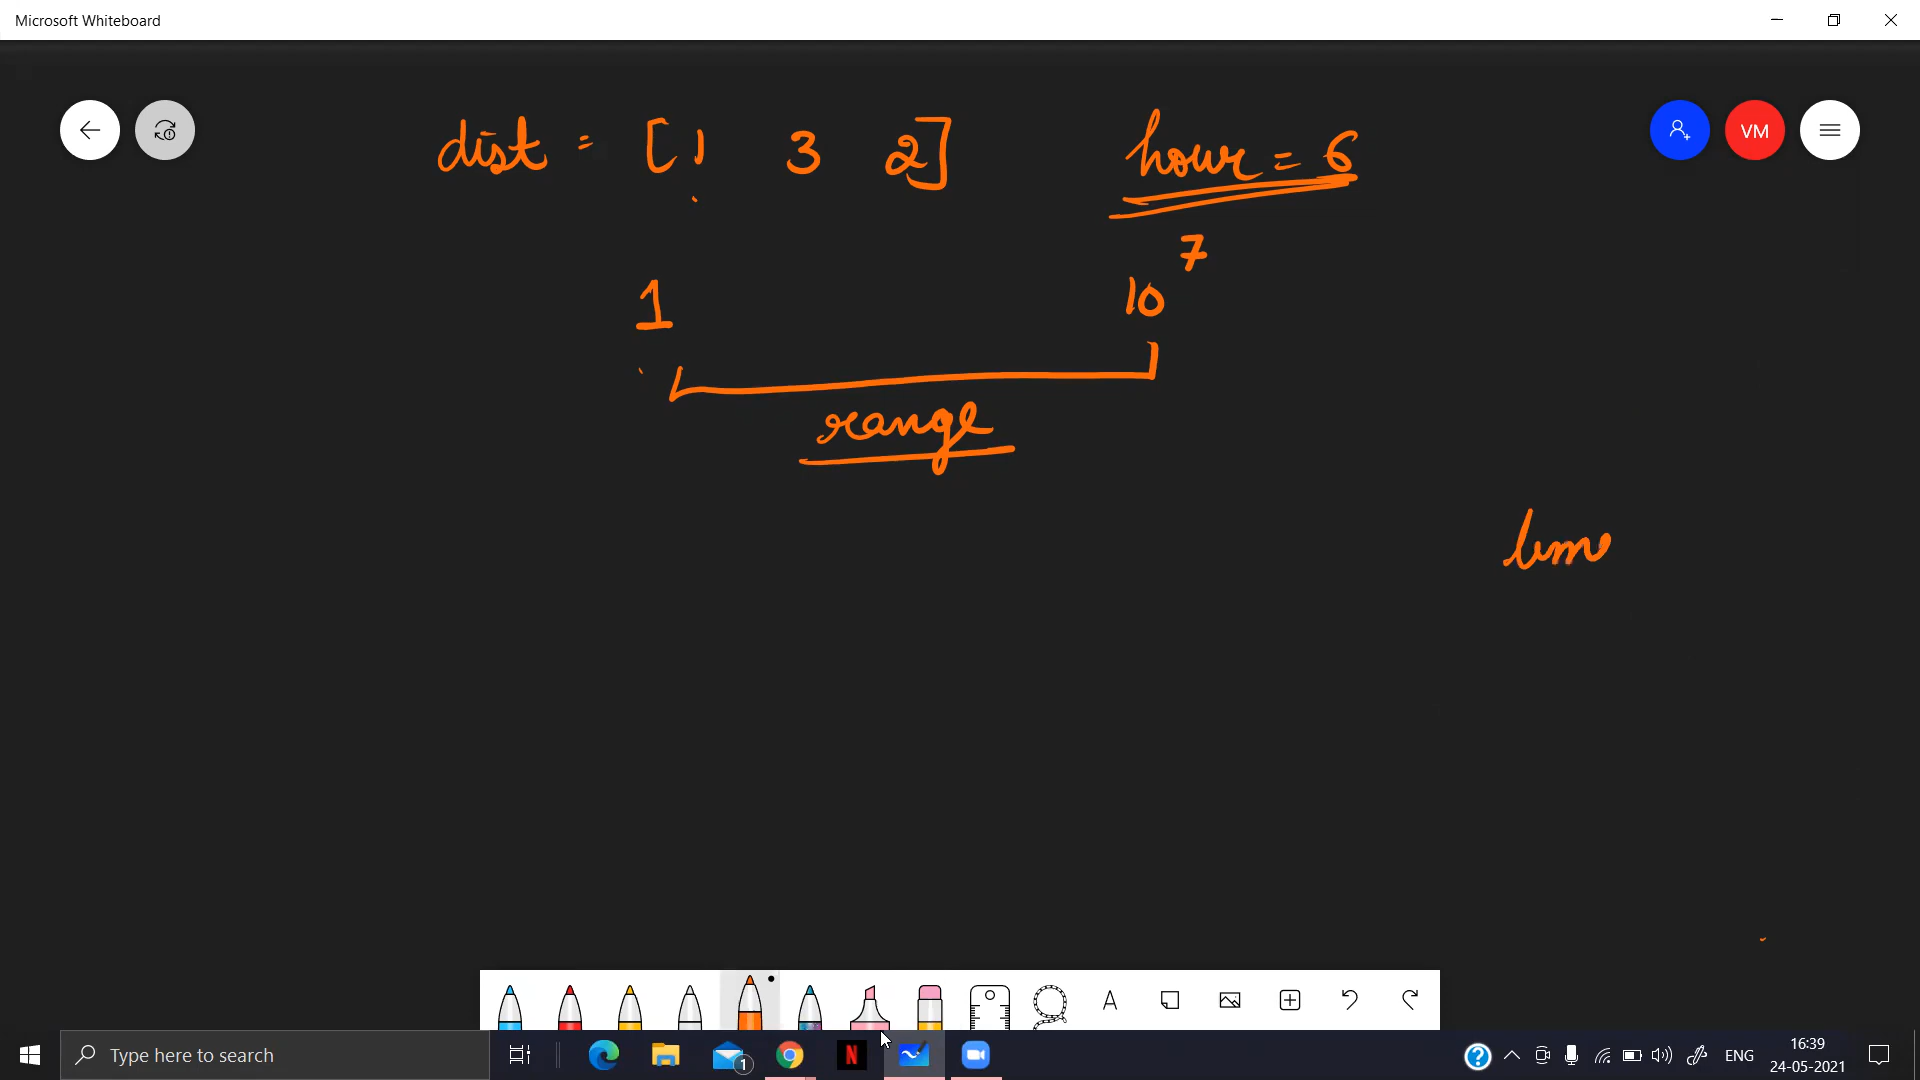 Microsoft Whiteboard
dist = [1 3 2] hour = 6
VM
7
1 10
range
A
Type here to search
1
N
ENG
16:39
24-05-2021